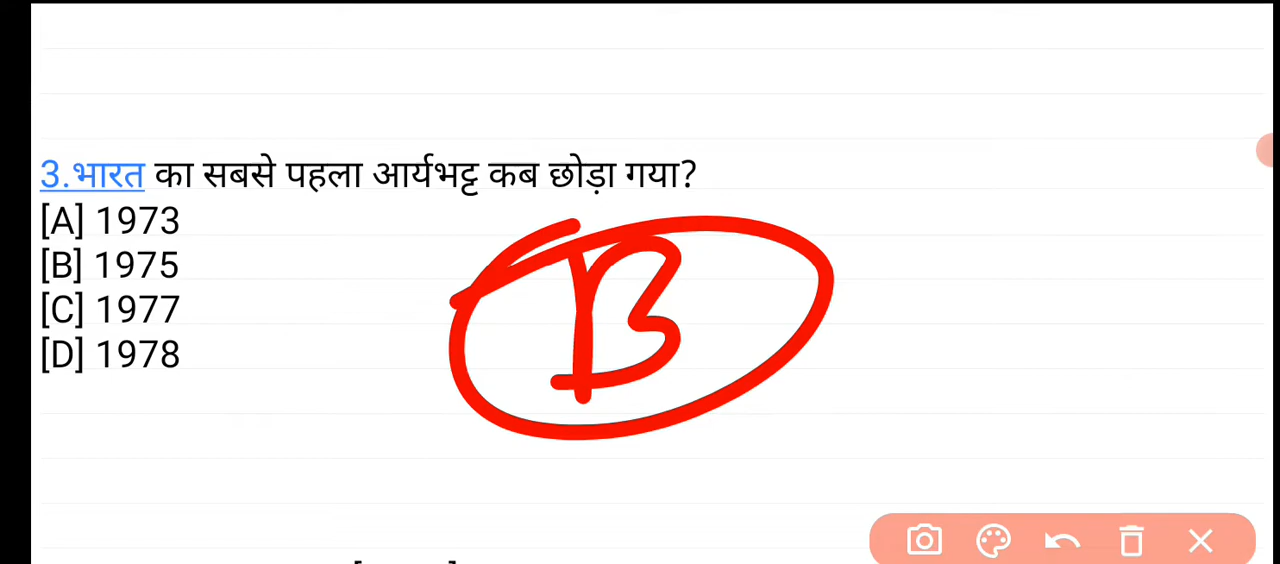 3.भारत का सबसे पहला आर्यभट्ट कब छोड़ा गया?
[A] 1973
[B] 1975
[C] 1977
[D] 1978
B